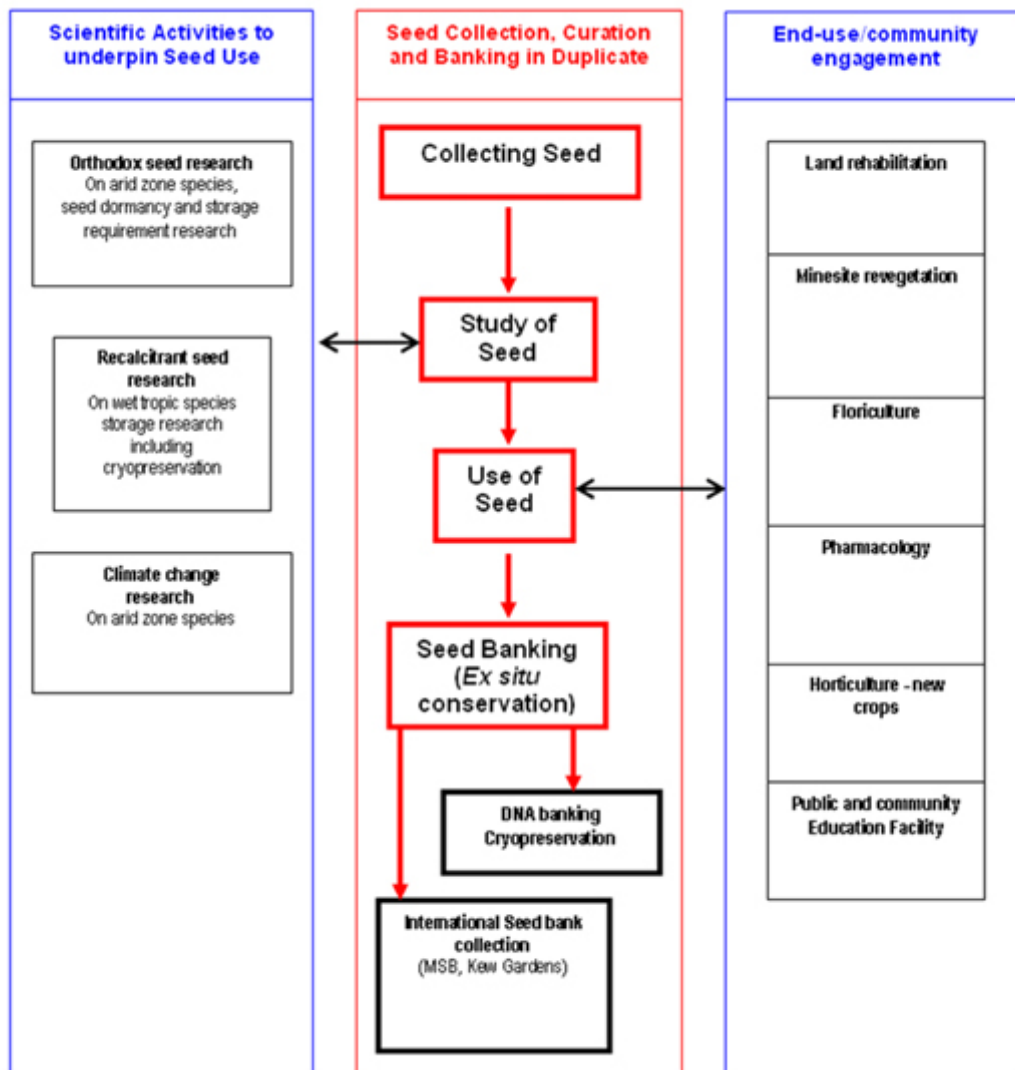 Scientific Activities to
underpin Seed Use
Orthodox seed research
On arid zone species,
seed dormancy and storage
requirement research
Recalcitrant seed
research
On wet tropic species
storage research
including
cryopreservation
Climate change
research
On arid zone species
Seed Collection, Curation
and Banking in Duplicate
Collecting Seed
Study of
Seed
Use of
Seed
Seed Banking
(Ex situ
conservation)
DNA banking
Cryopreservation
International Seed bank
collection
(MSB, Kew Gardens)
End-use/community
engagement
Land rehabilitation
Minesite revegetation
Floriculture
Pharmacology
Horticulture - new
crops
Public and community
Education Facility